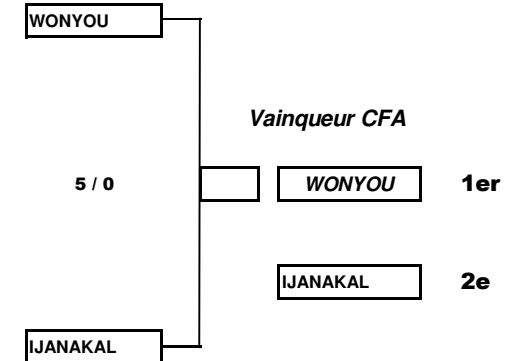 WONYOU
Vainqueur CFA
5 / 0
WONYOU
1er
IJANAKAL
2e
IJANAKAL